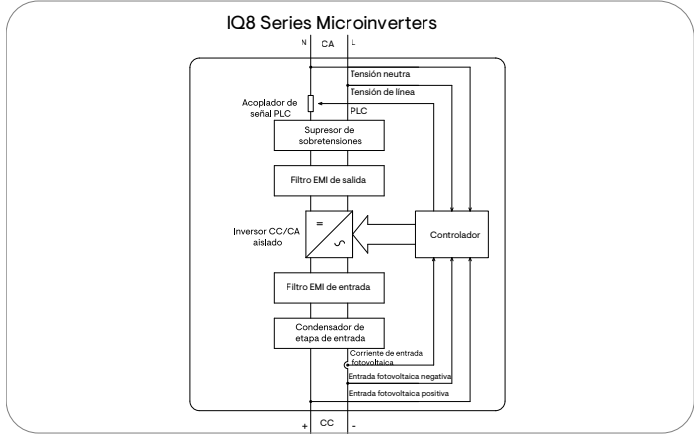 IQ8 Series Microinverters
N CA L
Tensión neutra
Tensión de línea
Acoplador de
señal PLC
PLC
Supresor de
sobretensiones
Filtro EMI de salida
Inversor CC/CA
aislado
=
∿
Controlador
Filtro EMI de entrada
Condensador de
etapa de entrada
Corriente de entrada
fotovoltaica
Entrada fotovoltaica negativa
Entrada fotovoltaica positiva
+ CC -